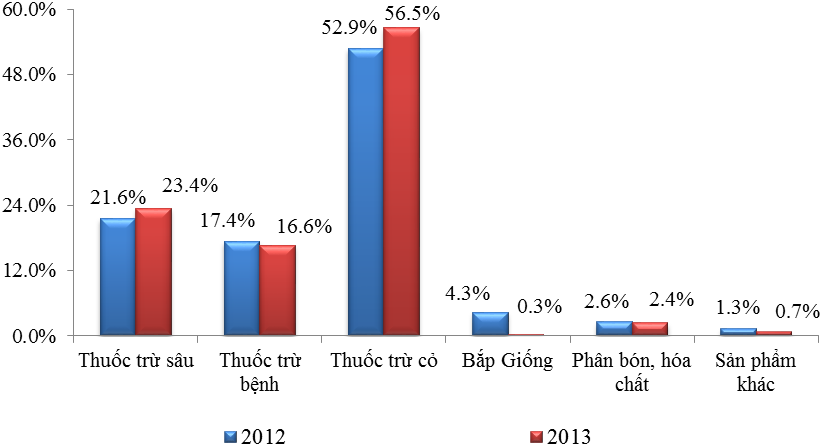 60.0%
48.0%
36.0%
24.0%
12.0%
0.0%
21.6%
23.4%
17.4%
16.6%
52.9%
56.5%
4.3%
0.3%
2.6%
2.4%
1.3%
0.7%
Thuốc trừ sâu
Thuốc trừ
bệnh
Thuốc trừ cỏ
Bắp Giống
Phân bón, hóa
chất
Sản phẩm
khác
2012
2013